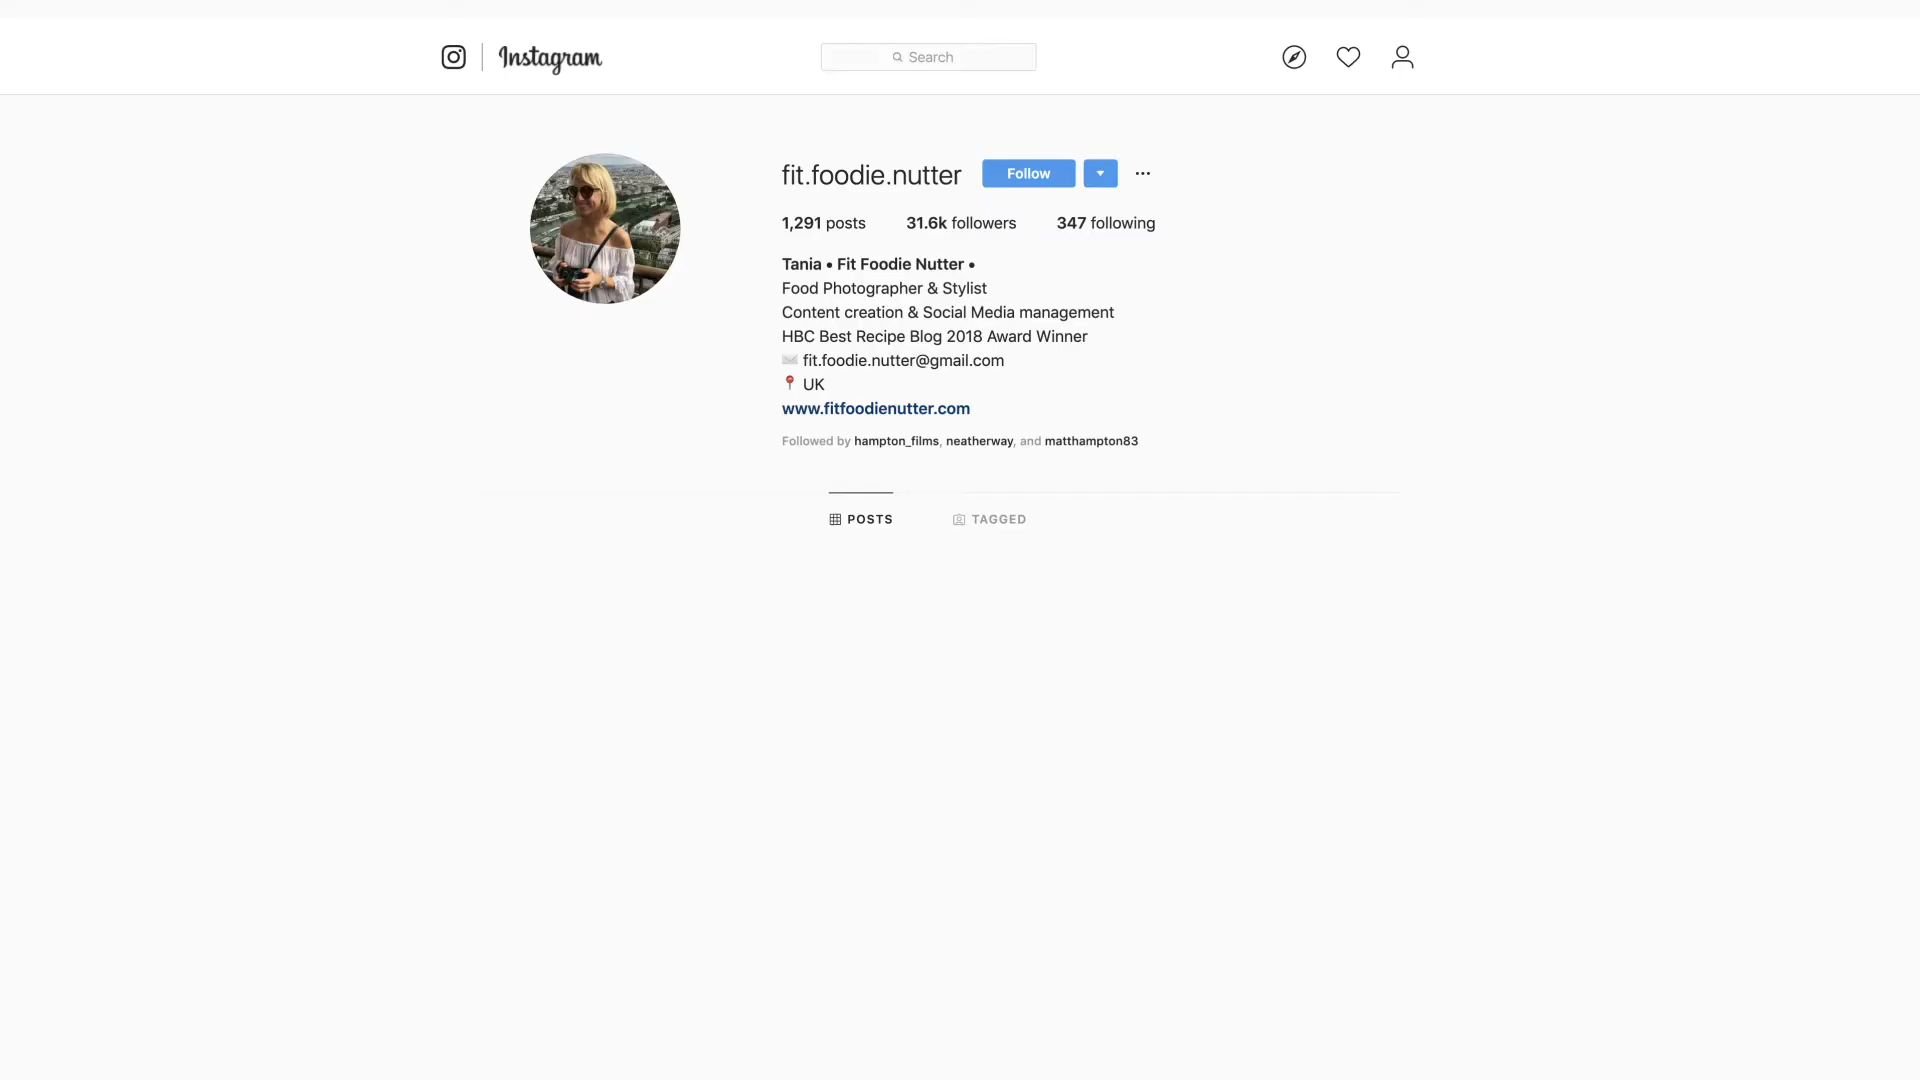 Instagram
Search
fit.foodie.nutter Follow
1,291 posts 31.6k followers 347 following
Tania • Fit Foodie Nutter •
Food Photographer & Stylist
Content creation & Social Media management
HBC Best Recipe Blog 2018 Award Winner
fit.foodie.nutter@gmail.com
UK
www.fitfoodienutter.com
Followed by hampton_films, neatherway, and matthampton83
POSTS TAGGED